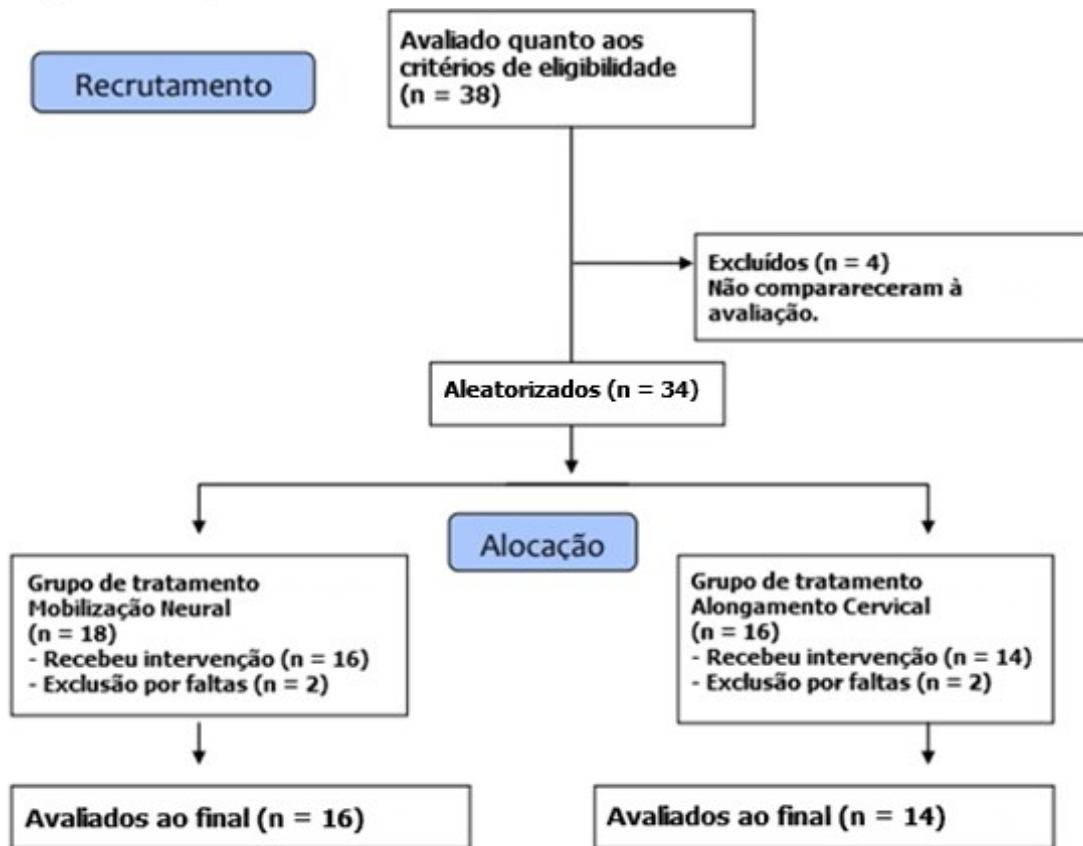 Avaliado quanto aos
critérios de eligibilidade
(n = 38)
Recrutamento
Excluídos (n = 4)
Não comparareceram à
avaliação.
Aleatorizados (n = 34)
Alocação
Grupo de tratamento
Mobilização Neural
(n = 18)
- Recebeu intervenção (n = 16)
- Exclusão por faltas (n = 2)
Grupo de tratamento
Alongamento Cervical
(n = 16)
- Recebeu intervenção (n = 14)
- Exclusão por faltas (n = 2)
Avaliados ao final (n = 16)
Avaliados ao final (n = 14)